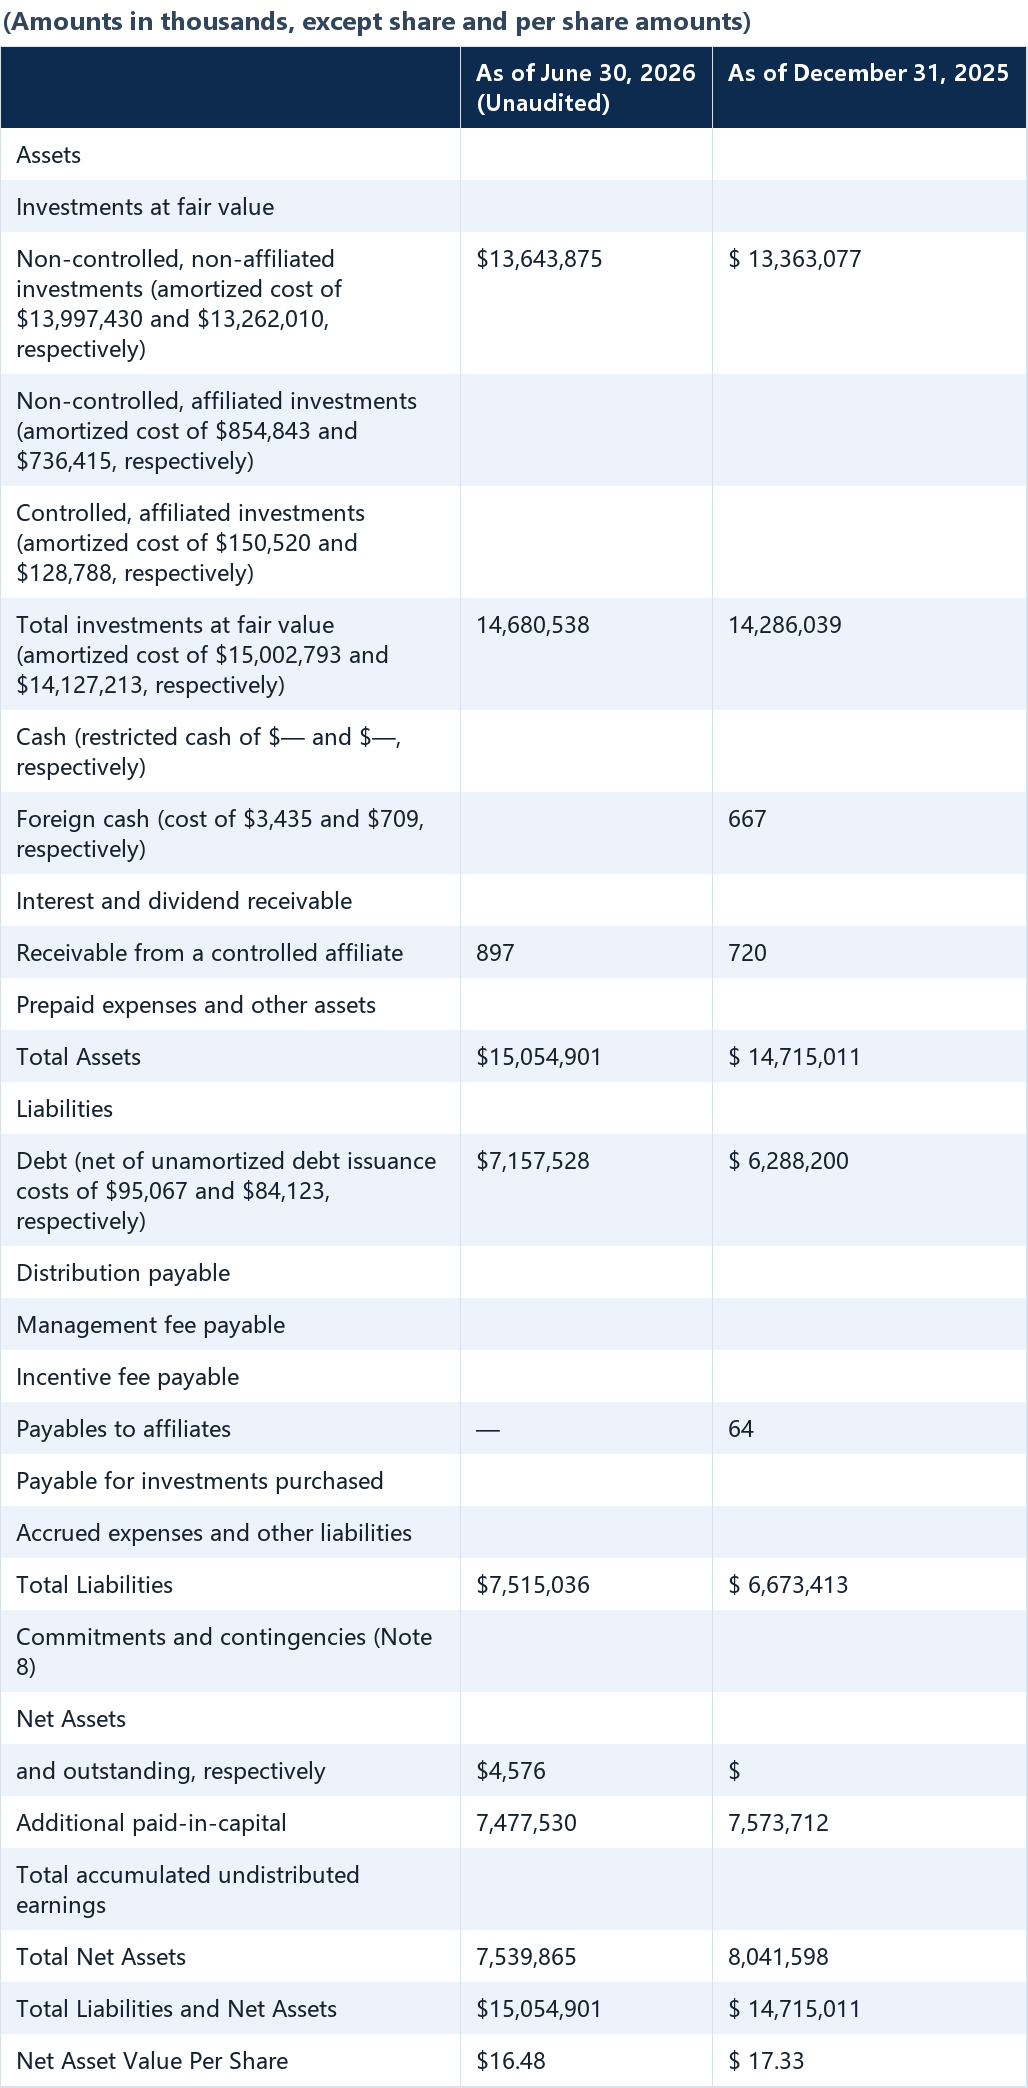 (Amounts in thousands, except share and per share amounts)
As of June 30, 2026 As of December 31, 2025
(Unaudited)
Assets
Investments at fair value
Non-controlled, non-affiliated $13,643,875 $ 13,363,077
investments (amortized cost of
$13,997,430 and $13,262,010,
respectively)
Non-controlled, affiliated investments
(amortized cost of $854,843 and
$736,415, respectively)
Controlled, affiliated investments
(amortized cost of $150,520 and
$128,788, respectively)
Total investments at fair value 14,680,538 14,286,039
(amortized cost of $15,002,793 and
$14,127,213, respectively)
Cash (restricted cash of $— and $—,
respectively)
Foreign cash (cost of $3,435 and $709, 667
respectively)
Interest and dividend receivable
Receivable from a controlled affiliate 897 720
Prepaid expenses and other assets
Total Assets $15,054,901 $ 14,715,011
Liabilities
Debt (net of unamortized debt issuance $7,157,528 $ 6,288,200
costs of $95,067 and $84,123,
respectively)
Distribution payable
Management fee payable
Incentive fee payable
Payables to affiliates — 64
Payable for investments purchased
Accrued expenses and other liabilities
Total Liabilities $7,515,036 $ 6,673,413
Commitments and contingencies (Note
8)
Net Assets
and outstanding, respectively $4,576 $
Additional paid-in-capital 7,477,530 7,573,712
Total accumulated undistributed
earnings
Total Net Assets 7,539,865 8,041,598
Total Liabilities and Net Assets $15,054,901 $ 14,715,011
Net Asset Value Per Share $16.48 $ 17.33